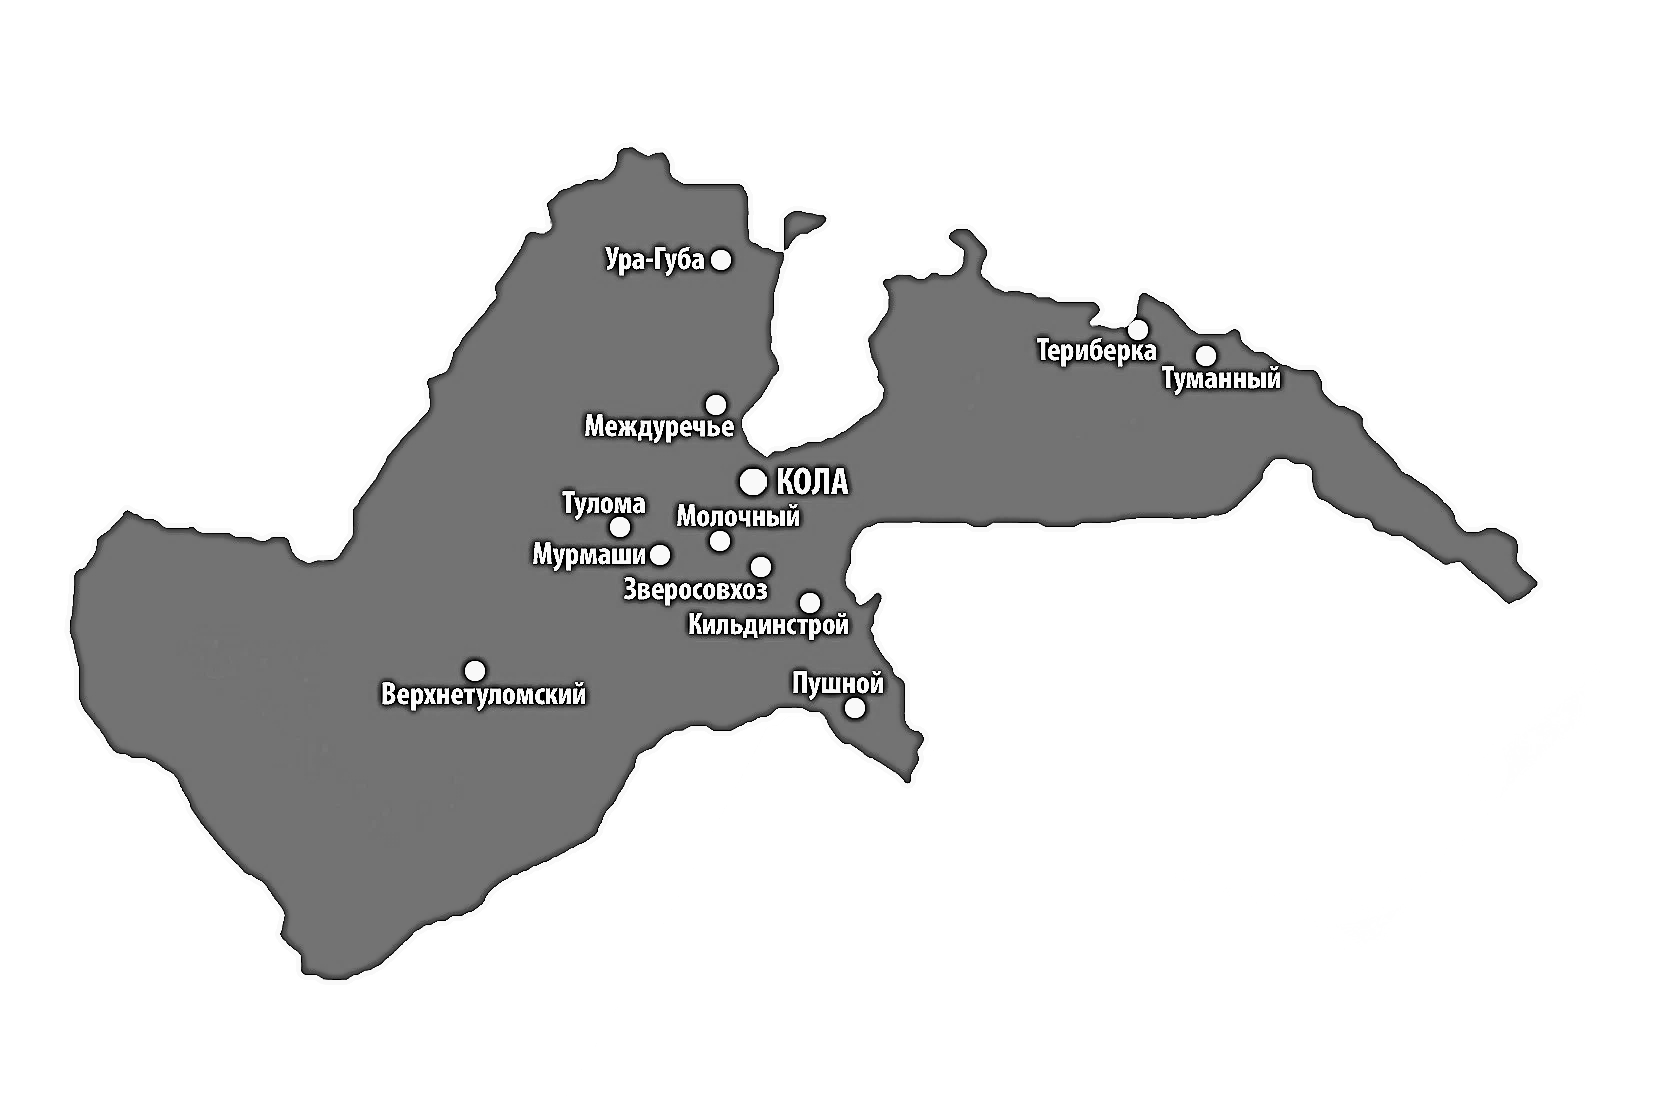 Ура-Губа
Териберка
Туманный
Междуречье
КОЛА
Тулома
Молочный
Мурмаши
Зверосовхоз
Кильдинстрой
Пушной
Верхнетуломский